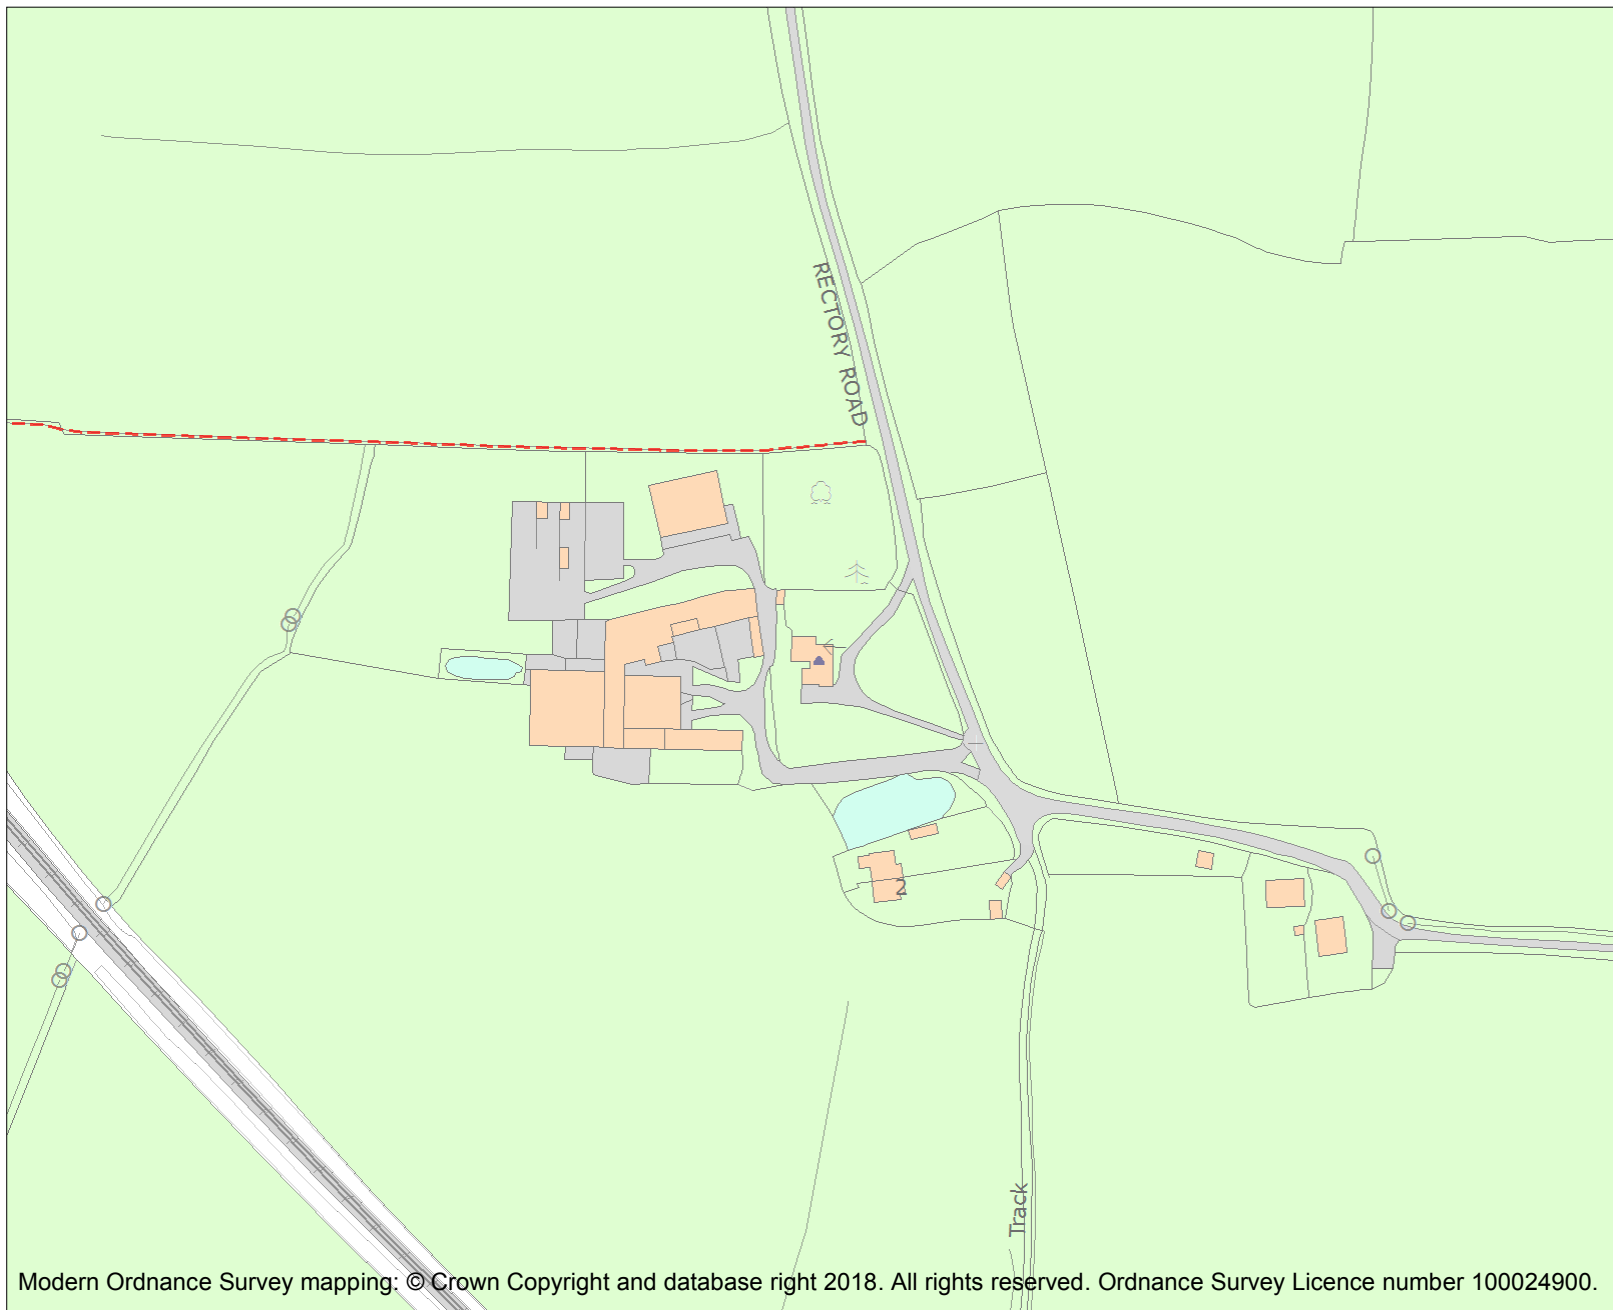 RECTORY ROAD
2
Track
Modern Ordnance Survey mapping: © Crown Copyright and database right 2018. All rights reserved. Ordnance Survey Licence number 100024900.